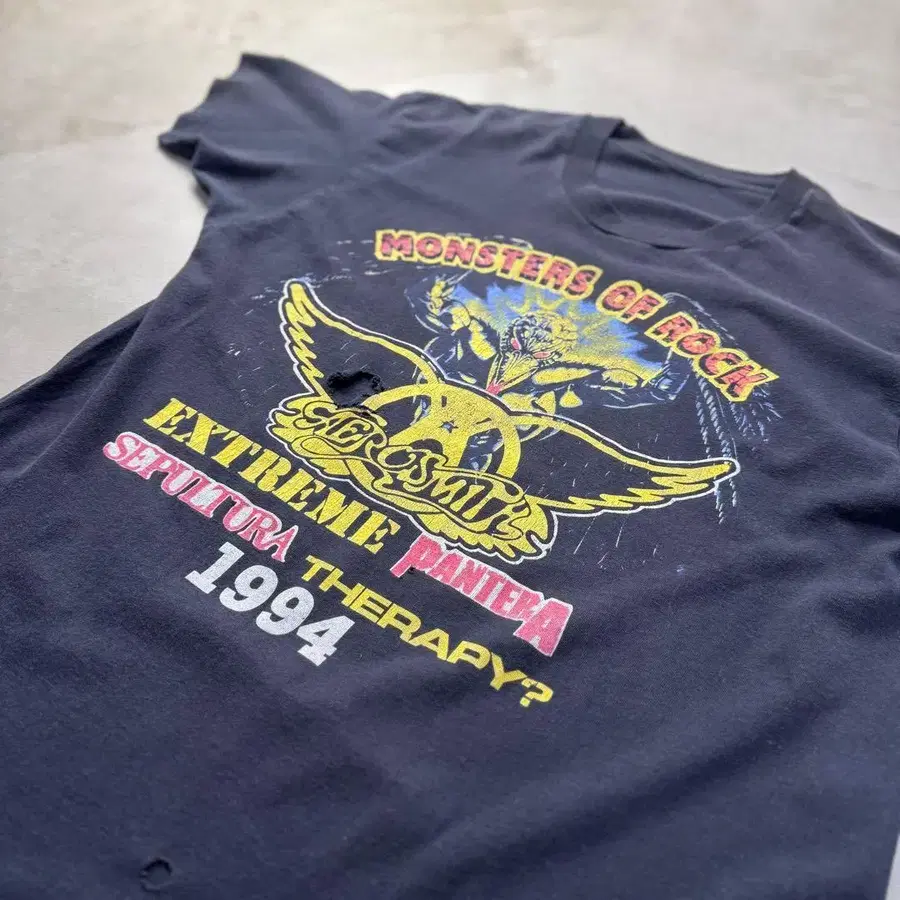 MONSTERS OF ROCK
AEROSMITH
EXTREME
SEPULTURA PANTERA
THERAPY?
1994